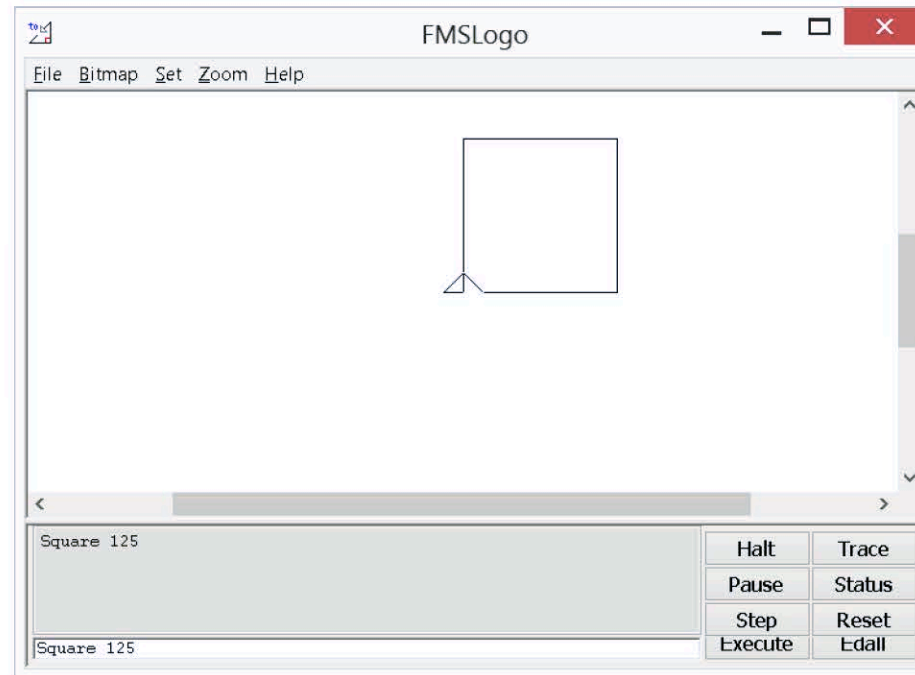 FMSLogo
File Bitmap Set Zoom Help
Square 125
Halt Trace
Pause Status
Step Reset
Execute Edall
Square 125